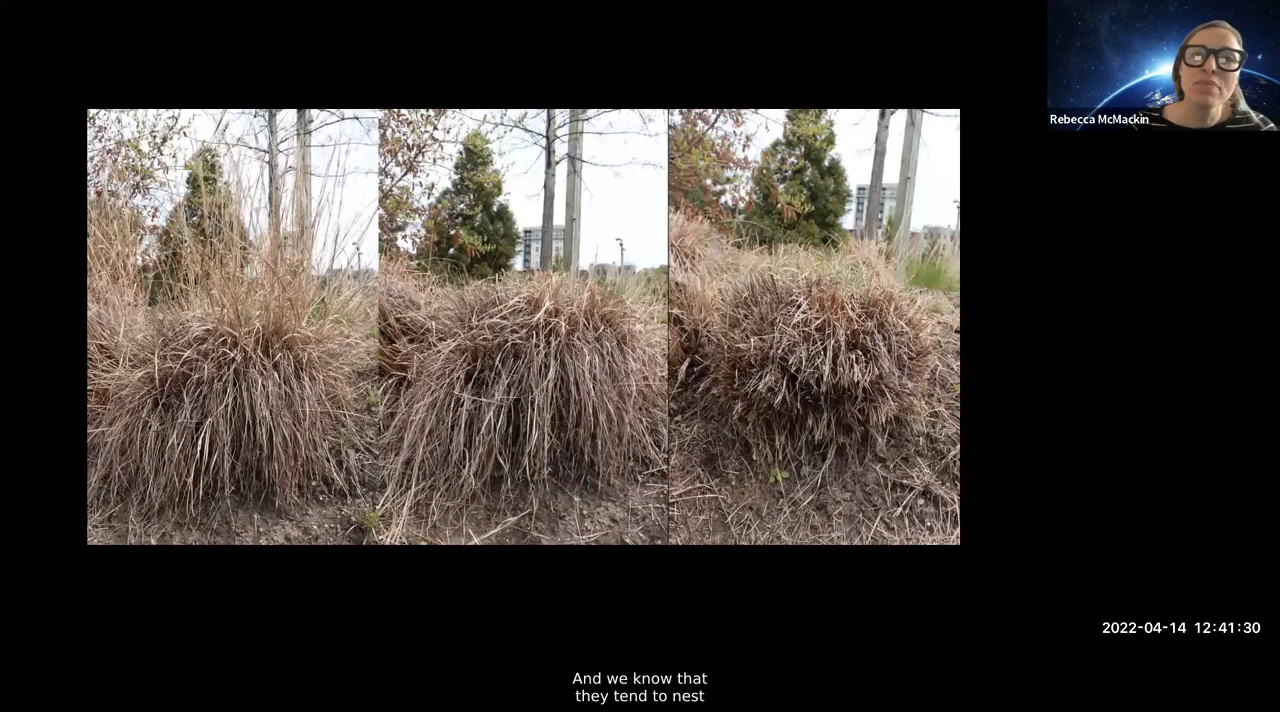 Rebecca McMackin
2022-04-14 12:41:30
And we know that
they tend to nest